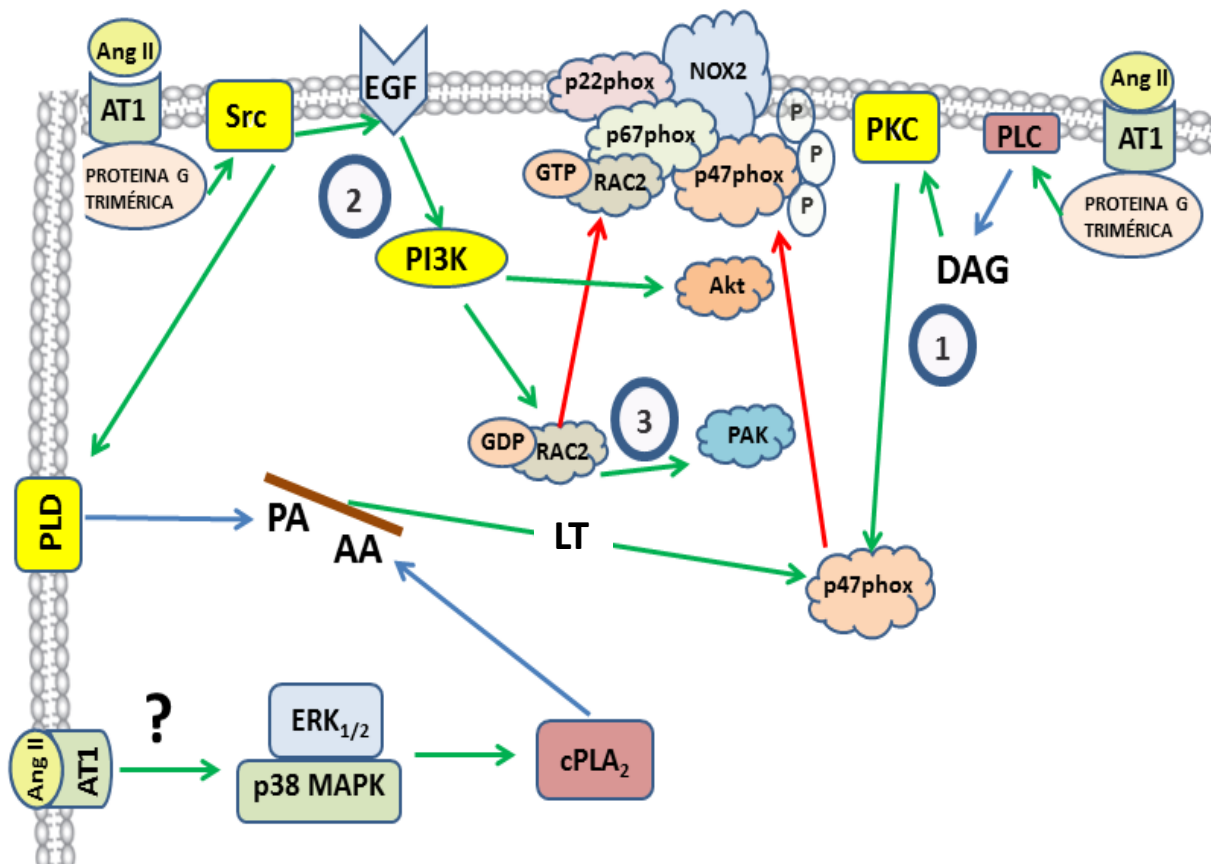 Ang II
AT1
PROTEINA G
TRIMÉRICA
Src
EGF
p22phox
NOX2
p67phox
GTP
RAC2
p47phox
P
P
P
PKC
PLC
Ang II
AT1
PROTEINA G
TRIMÉRICA
2
PI3K
DAG
Akt
1
3
GDP
RAC2
PAK
PLD
PA
AA
LT
p47phox
?
Ang II
AT1
ERK1/2
p38 MAPK
cPLA2